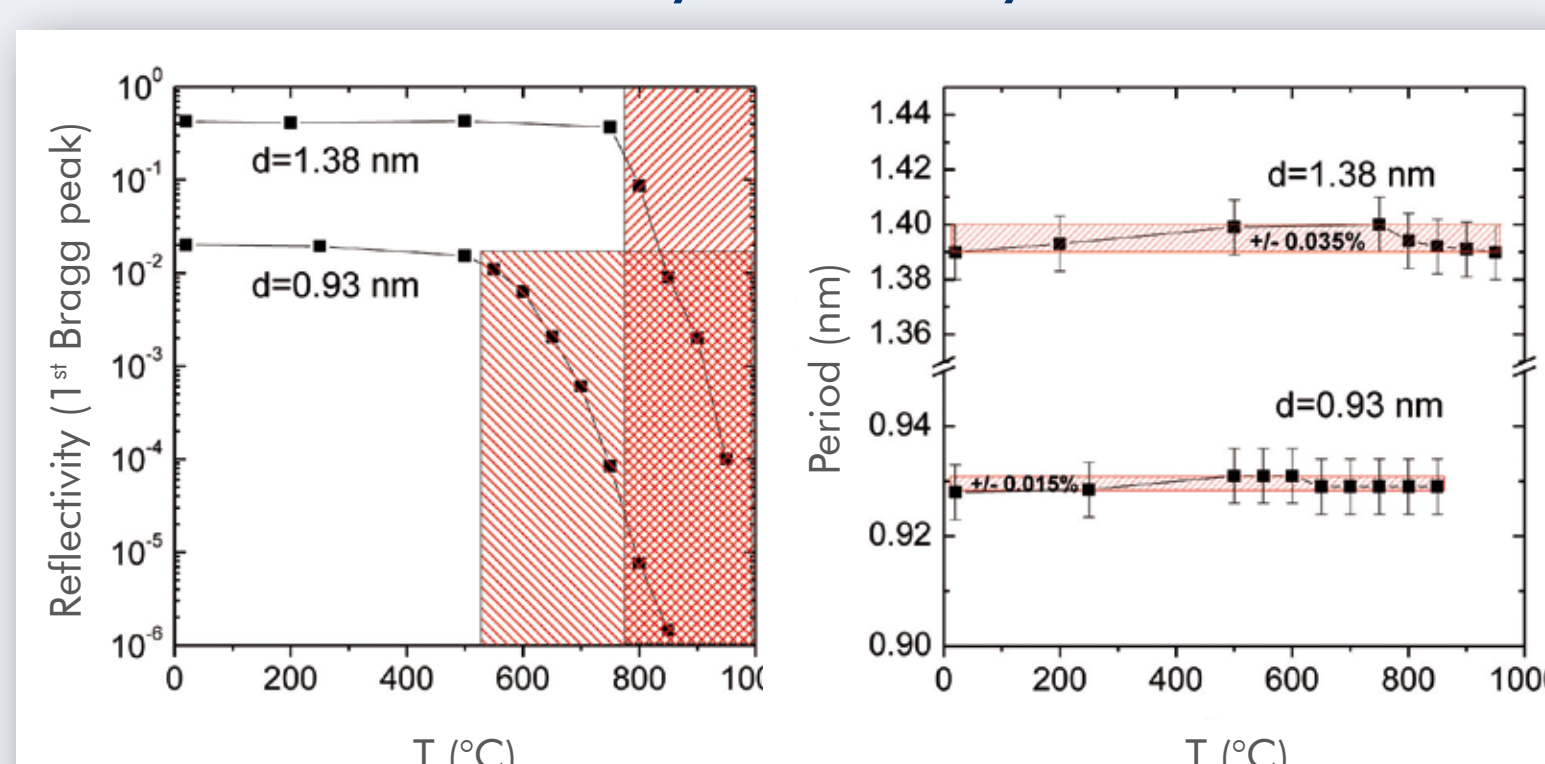 10^0
10^-1
10^-2
10^-3
10^-4
10^-5
10^-6
Reflectivity (1st Bragg peak)
d=1.38 nm
d=0.93 nm
0 200 400 600 800
T (°C)
1.44
1.42
1.40
1.38
1.36
0.94
0.92
0.90
Period (nm)
d=1.38 nm
+/- 0.035%
d=0.93 nm
+/- 0.015%
0 200 400 600 800
T (°C)